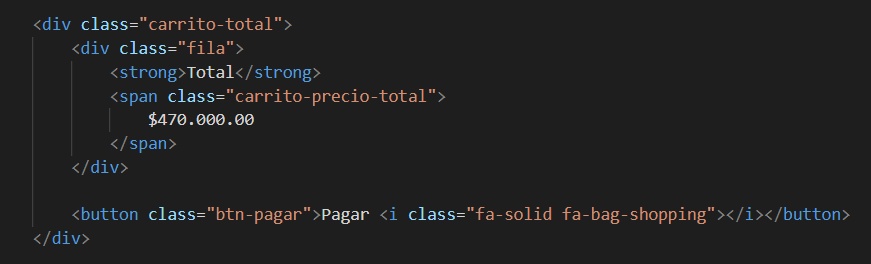 <div class="carrito-total">
<div class="fila">
<strong>Total</strong>
<span class="carrito-precio-total">
$470.000.00
</span>
</div>
<button class="btn-pagar">Pagar <i class="fa-solid fa-bag-shopping"></i></button>
</div>